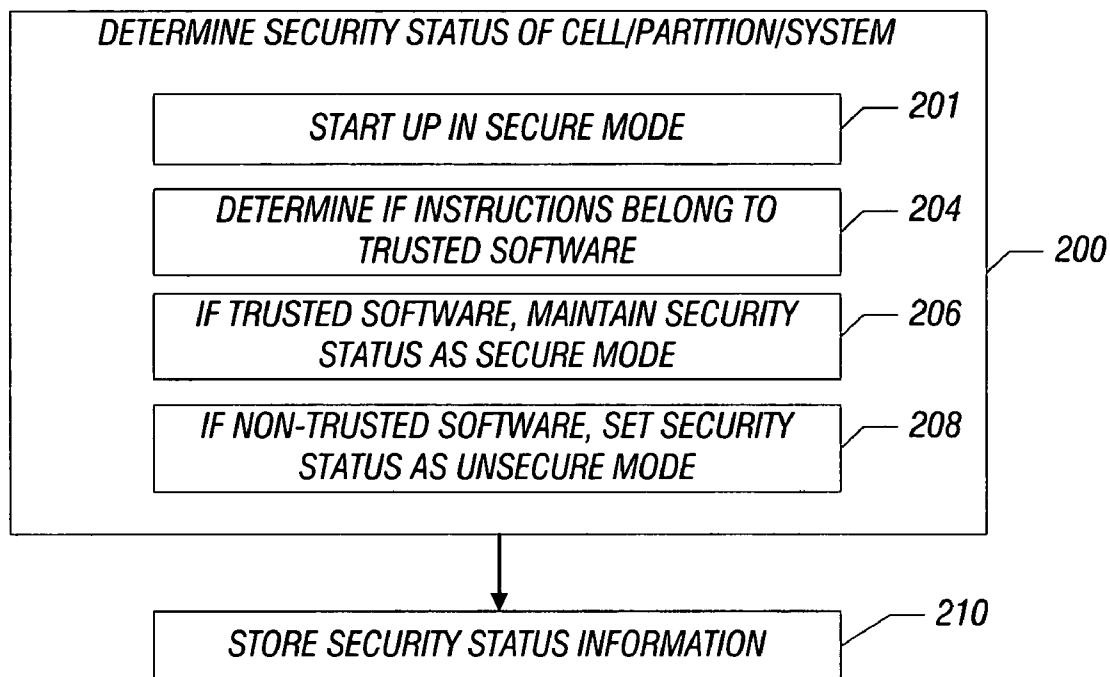 DETERMINE SECURITY STATUS OF CELL/PARTITION/SYSTEM
START UP IN SECURE MODE
201
DETERMINE IF INSTRUCTIONS BELONG TO
TRUSTED SOFTWARE
204
200
IF TRUSTED SOFTWARE, MAINTAIN SECURITY
STATUS AS SECURE MODE
206
IF NON-TRUSTED SOFTWARE, SET SECURITY
STATUS AS UNSECURE MODE
208
STORE SECURITY STATUS INFORMATION
210